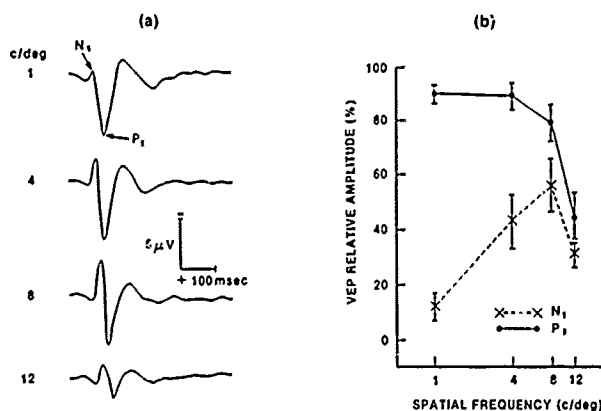 (a)
c/deg
N₁
1
P₁
4
5μV
+ 100msec
8
12
(b)
VEP RELATIVE AMPLITUDE (%)
100
80
60
40
20
0
N₁
P₁
1 4 8 12
SPATIAL FREQUENCY (c/deg)